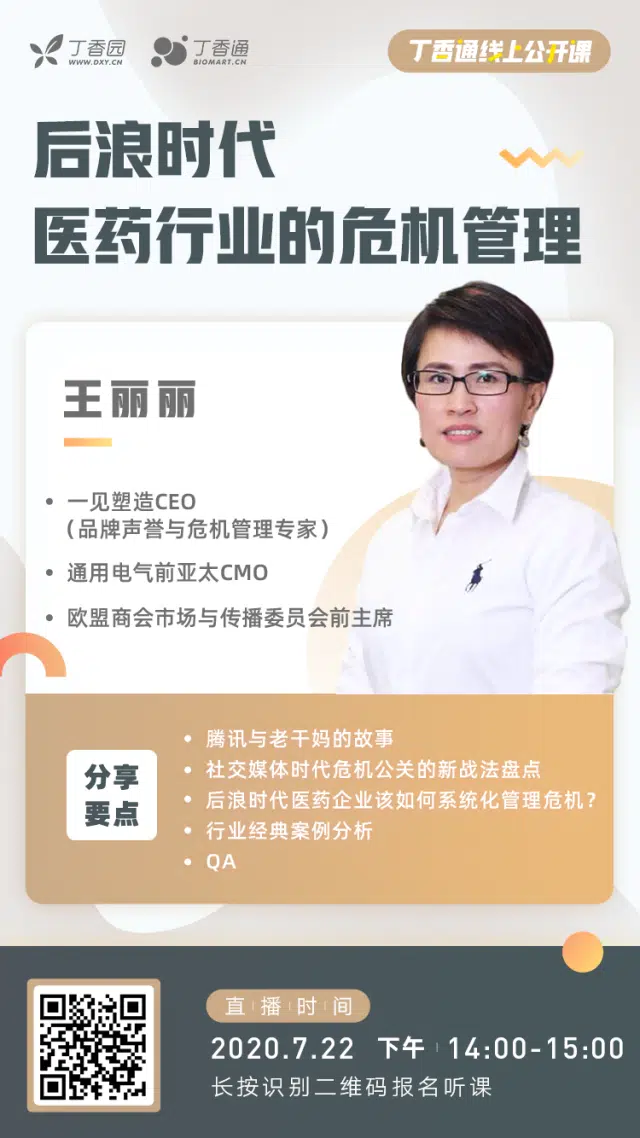 丁香园
WWW.DXY.CN
丁香通
BIOMART.CN
丁香通线上公开课
后浪时代
医药行业的危机管理
王丽丽
• 一见塑造CEO
（品牌声誉与危机管理专家）
• 通用电气前亚太CMO
• 欧盟商会市场与传播委员会前主席
分享
要点
• 腾讯与老干妈的故事
• 社交媒体时代危机公关的新战法盘点
• 后浪时代医药企业该如何系统化管理危机？
• 行业经典案例分析
• QA
直播时间
2020.7.22 下午 14:00-15:00
长按识别二维码报名听课